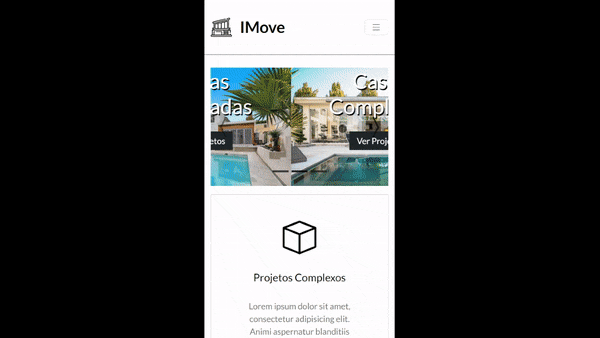 IMove
as
adas
etos
Cas
Compl
Ver Proj
Projetos Complexos
Lorem ipsum dolor sit amet,
consectetur adipisicing elit.
Animi aspernatur blanditiis